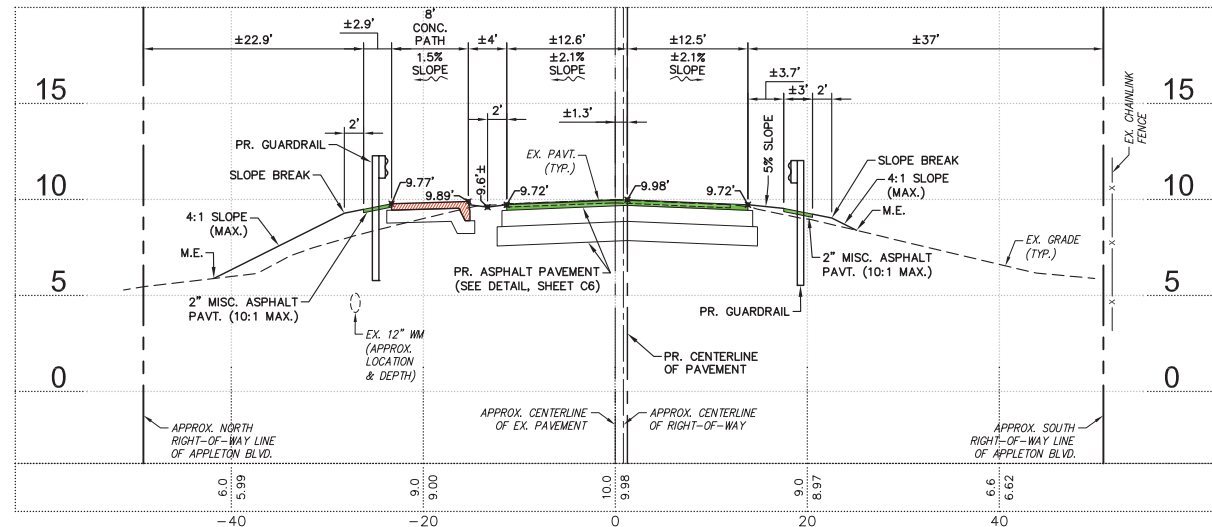 8'
CONC.
PATH
1.5%
SLOPE
±2.9'
±22.9'
±4'
±12.6'
±2.1%
SLOPE
±12.5'
±2.1%
SLOPE
±37'
±3.7'
±3'
2'
2'
2'
±1.3'
15
15
PR. GUARDRAIL
SLOPE BREAK
9.77'
9.89'
9.6'±
EX. PAVT.
(TYP.)
9.72'
9.98'
9.72'
5% SLOPE
SLOPE BREAK
4:1 SLOPE
(MAX.)
M.E.
EX. CHAINLINK
FENCE
X
X
X
10
10
4:1 SLOPE
(MAX.)
M.E.
EX. GRADE
(TYP.)
2" MISC. ASPHALT
PAVT. (10:1 MAX.)
PR. ASPHALT PAVEMENT
(SEE DETAIL, SHEET C6)
2" MISC. ASPHALT
PAVT. (10:1 MAX.)
PR. GUARDRAIL
5
5
EX. 12" WM
(APPROX.
LOCATION
& DEPTH)
PR. CENTERLINE
OF PAVEMENT
0
0
APPROX. NORTH
RIGHT-OF-WAY LINE
OF APPLETON BLVD.
APPROX. CENTERLINE
OF EX. PAVEMENT
APPROX. CENTERLINE
OF RIGHT-OF-WAY
APPROX. SOUTH
RIGHT-OF-WAY LINE
OF APPLETON BLVD.
6.0
5.99
9.0
9.00
10.0
9.98
9.0
8.97
6.6
6.62
-40
-20
0
20
40